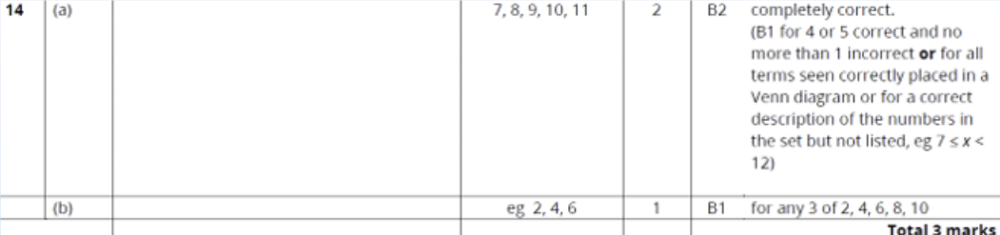 14 (a) 7, 8, 9, 10, 11 2 B2 completely correct.
(B1 for 4 or 5 correct and no
more than 1 incorrect or for all
terms seen correctly placed in a
Venn diagram or for a correct
description of the numbers in
the set but not listed, eg 7 ≤ x <
12)
(b) eg 2, 4, 6 1 B1 for any 3 of 2, 4, 6, 8, 10
Total 3 marks